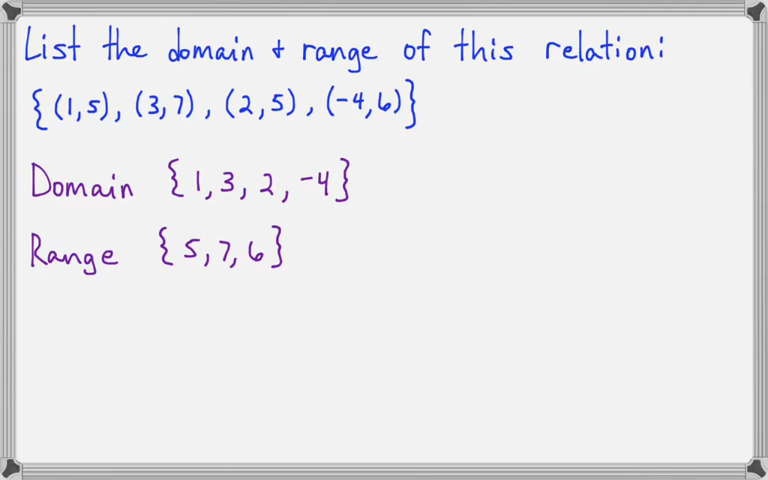 List the domain + range of this relation:
{(1,5), (3,7), (2,5), (-4,6)}
Domain {1, 3, 2, -4}
Range {5, 7, 6}